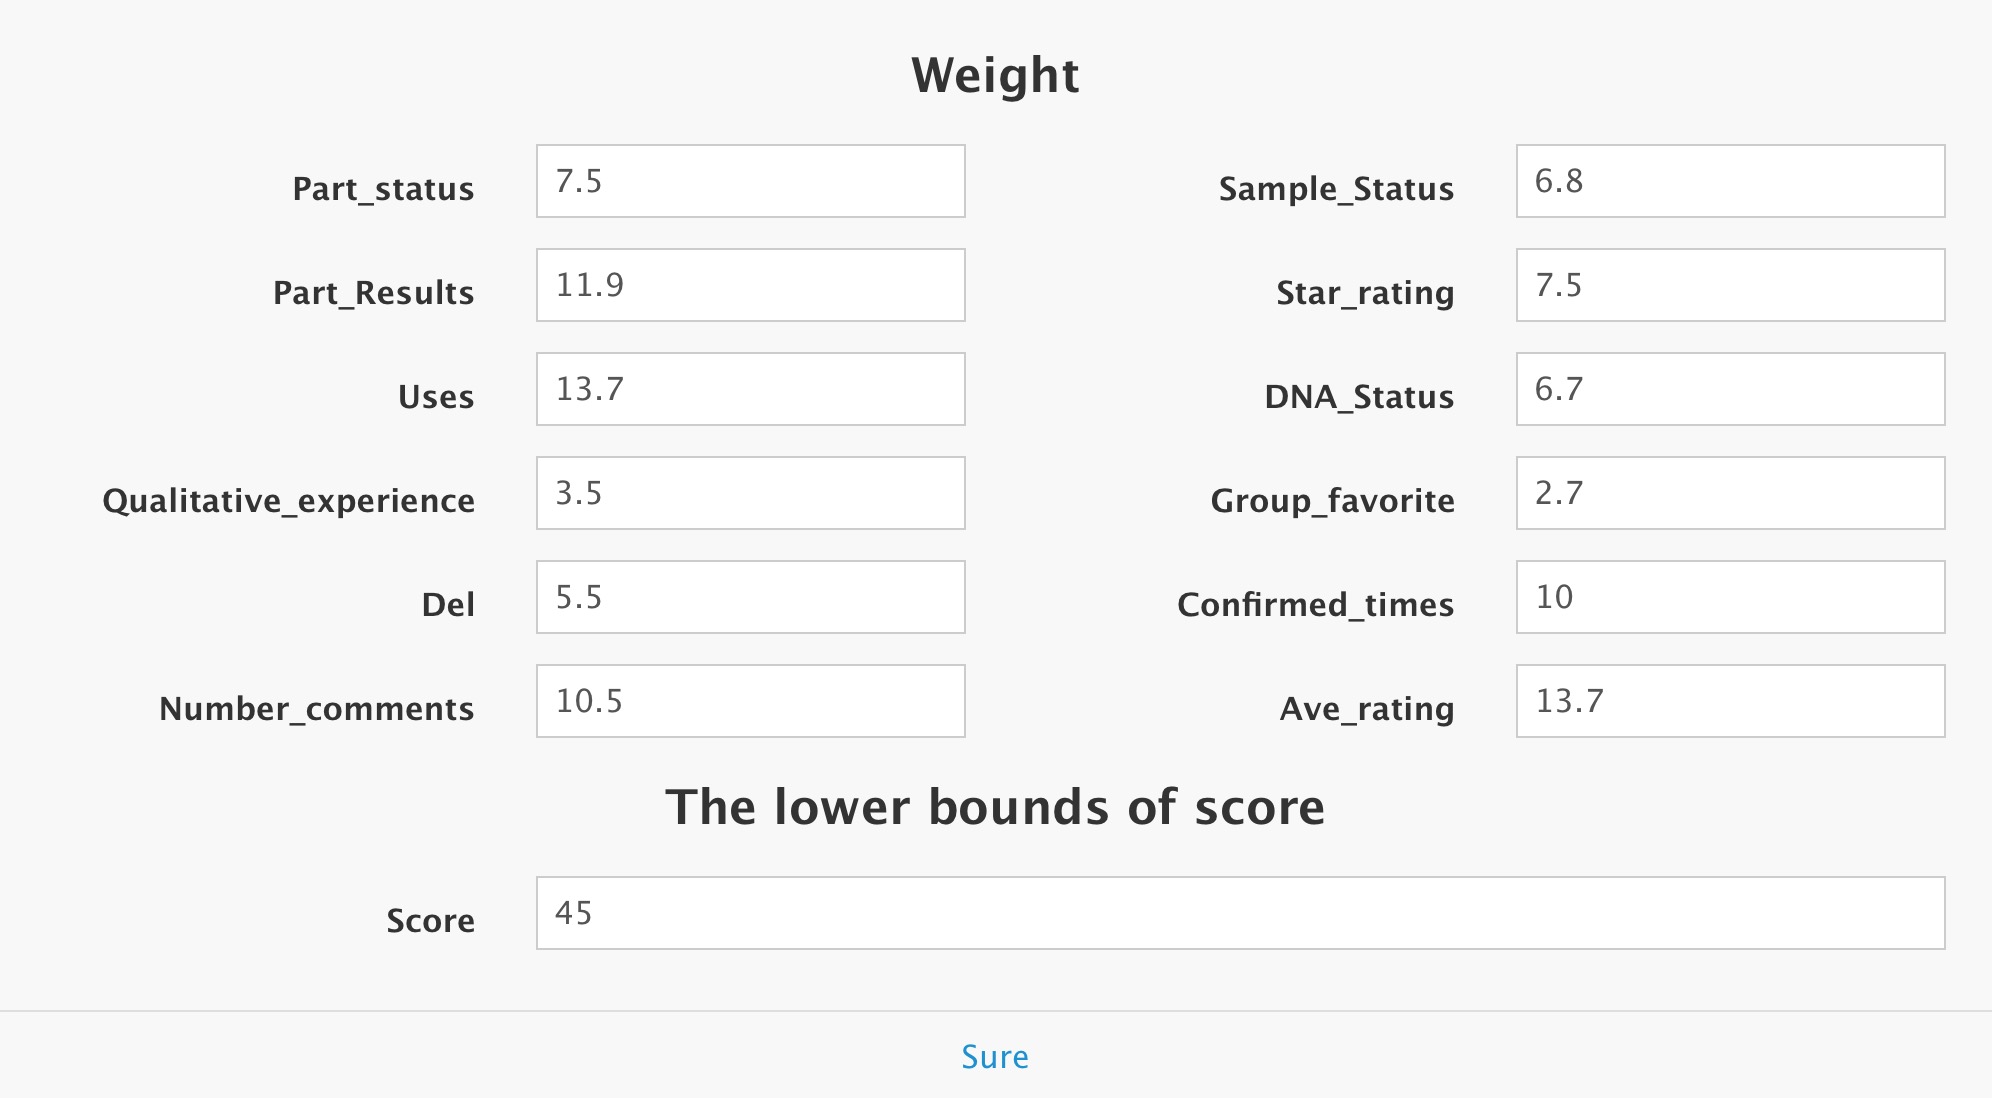 Weight
Part_status 7.5 Sample_Status 6.8
Part_Results 11.9 Star_rating 7.5
Uses 13.7 DNA_Status 6.7
Qualitative_experience 3.5 Group_favorite 2.7
Del 5.5 Confirmed_times 10
Number_comments 10.5 Ave_rating 13.7
The lower bounds of score
Score 45
Sure